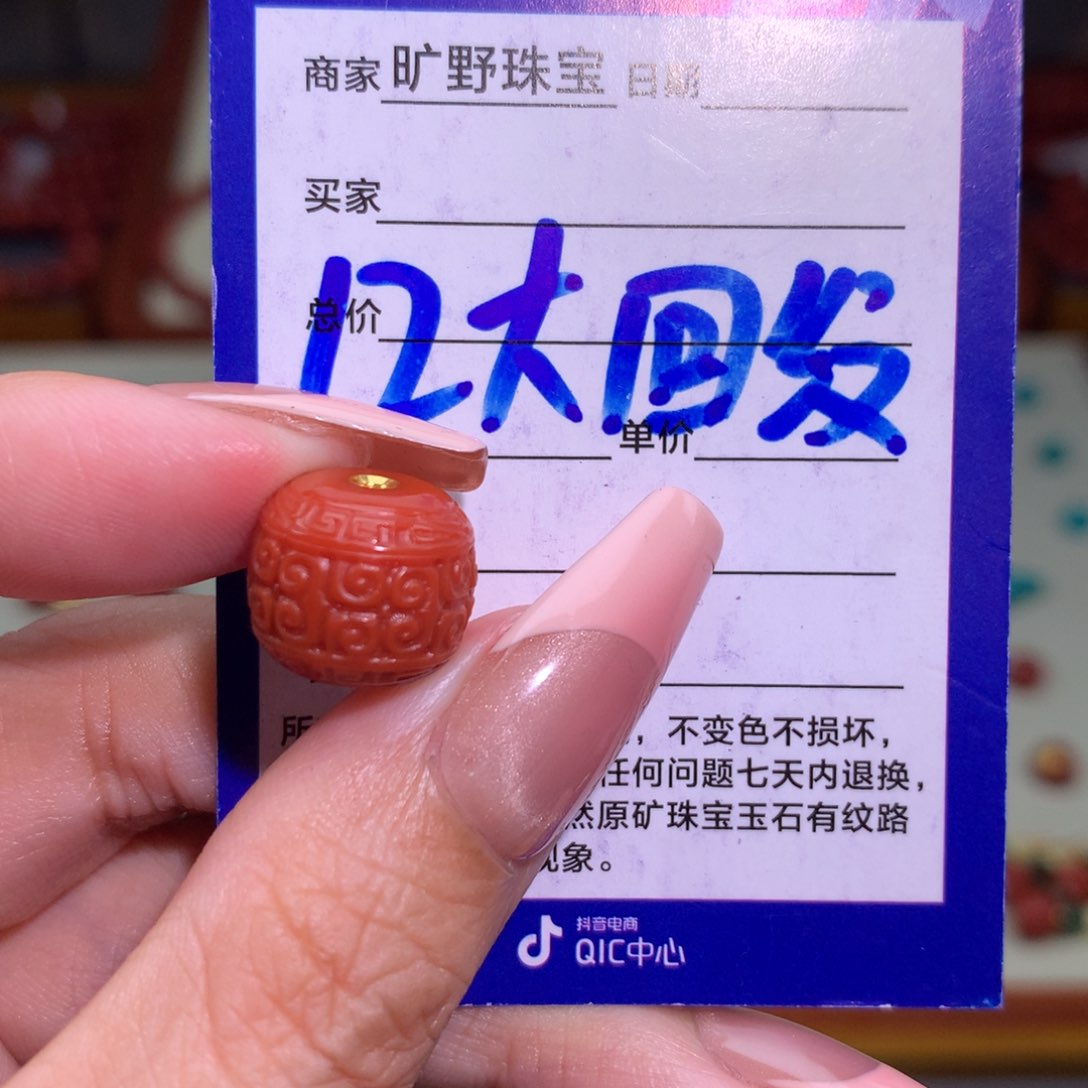 商家 旷野珠宝 日期
买家
总价
12大回发
单价
所
，不变色不损坏，
任何问题七天内退换，
然原矿珠宝玉石有纹路
现象。
抖音电商
QIC中心